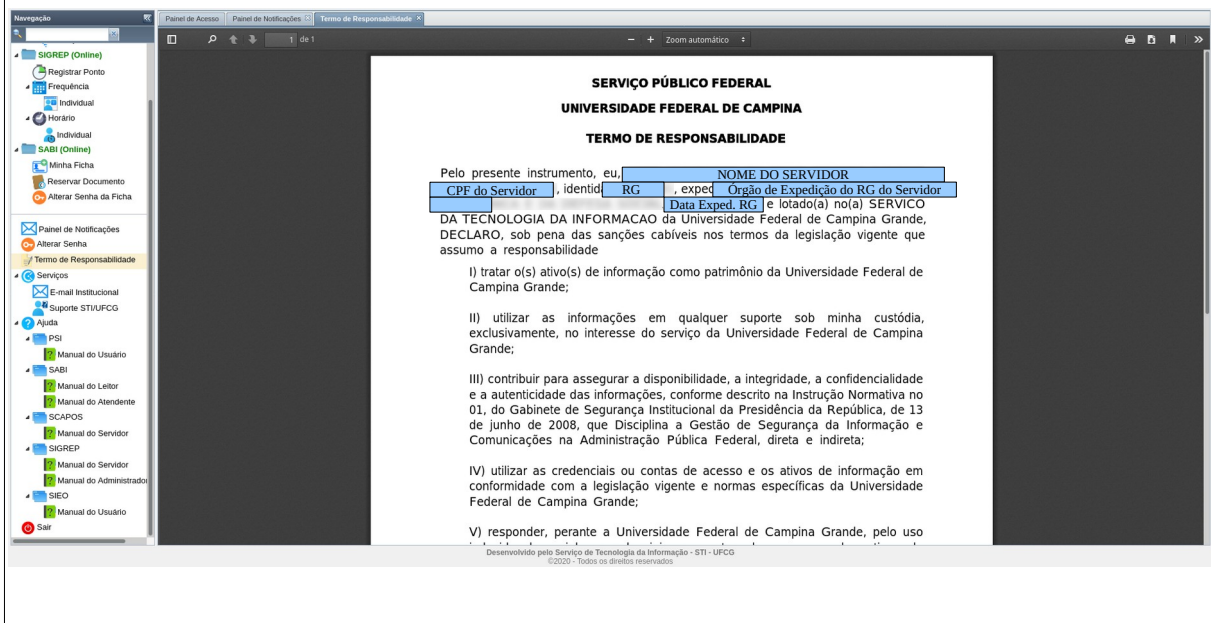 Navegação
Painel de Acesso
Painel de Notificações
Termo de Responsabilidade
1 de 1
Zoom automático
SIGREP (Online)
Registrar Ponto
Frequência
Individual
Horário
Individual
SABI (Online)
Minha Ficha
Reservar Documento
Alterar Senha da Ficha
Painel de Notificações
Alterar Senha
Termo de Responsabilidade
Serviços
E-mail Institucional
Suporte STI/UFCG
Ajuda
PSI
Manual do Usuário
SABI
Manual do Leitor
Manual do Atendente
SCAPOS
Manual do Servidor
SIGREP
Manual do Servidor
Manual do Administrador
SIEO
Manual do Usuário
Sair
SERVIÇO PÚBLICO FEDERAL
UNIVERSIDADE FEDERAL DE CAMPINA
TERMO DE RESPONSABILIDADE
Pelo presente instrumento, eu, NOME DO SERVIDOR
CPF do Servidor , identid RG , exped Órgão de Expedição do RG do Servidor
Data Exped. RG e lotado(a) no(a) SERVICO
DA TECNOLOGIA DA INFORMACAO da Universidade Federal de Campina Grande,
DECLARO, sob pena das sanções cabíveis nos termos da legislação vigente que
assumo a responsabilidade
I) tratar o(s) ativo(s) de informação como patrimônio da Universidade Federal de
Campina Grande;
II) utilizar as informações em qualquer suporte sob minha custódia,
exclusivamente, no interesse do serviço da Universidade Federal de Campina
Grande;
III) contribuir para assegurar a disponibilidade, a integridade, a confidencialidade
e a autenticidade das informações, conforme descrito na Instrução Normativa no
01, do Gabinete de Segurança Institucional da Presidência da República, de 13
de junho de 2008, que Disciplina a Gestão de Segurança da Informação e
Comunicações na Administração Pública Federal, direta e indireta;
IV) utilizar as credenciais ou contas de acesso e os ativos de informação em
conformidade com a legislação vigente e normas específicas da Universidade
Federal de Campina Grande;
V) responder, perante a Universidade Federal de Campina Grande, pelo uso
Desenvolvido pelo Serviço de Tecnologia da Informação - STI - UFCG
©2020 - Todos os direitos reservados